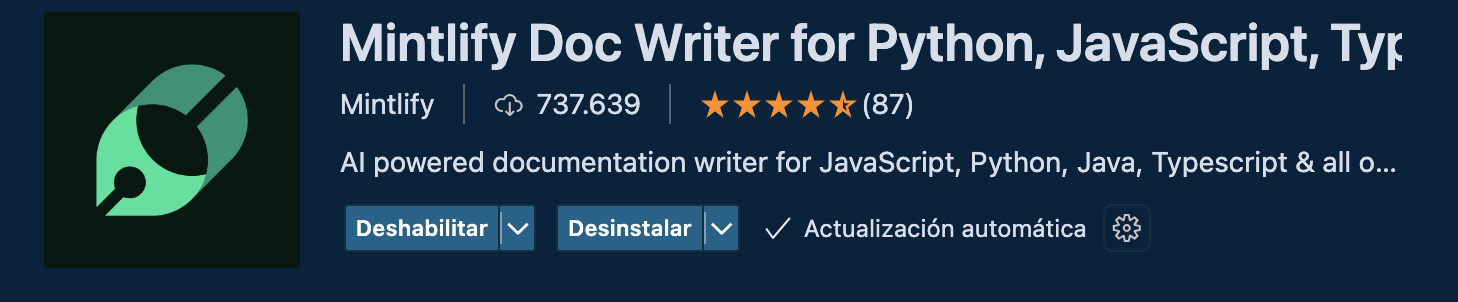 Mintlify Doc Writer for Python, JavaScript, Typ
Mintlify 737.639 (87)
AI powered documentation writer for JavaScript, Python, Java, Typescript & all o...
Deshabilitar Desinstalar Actualización automática